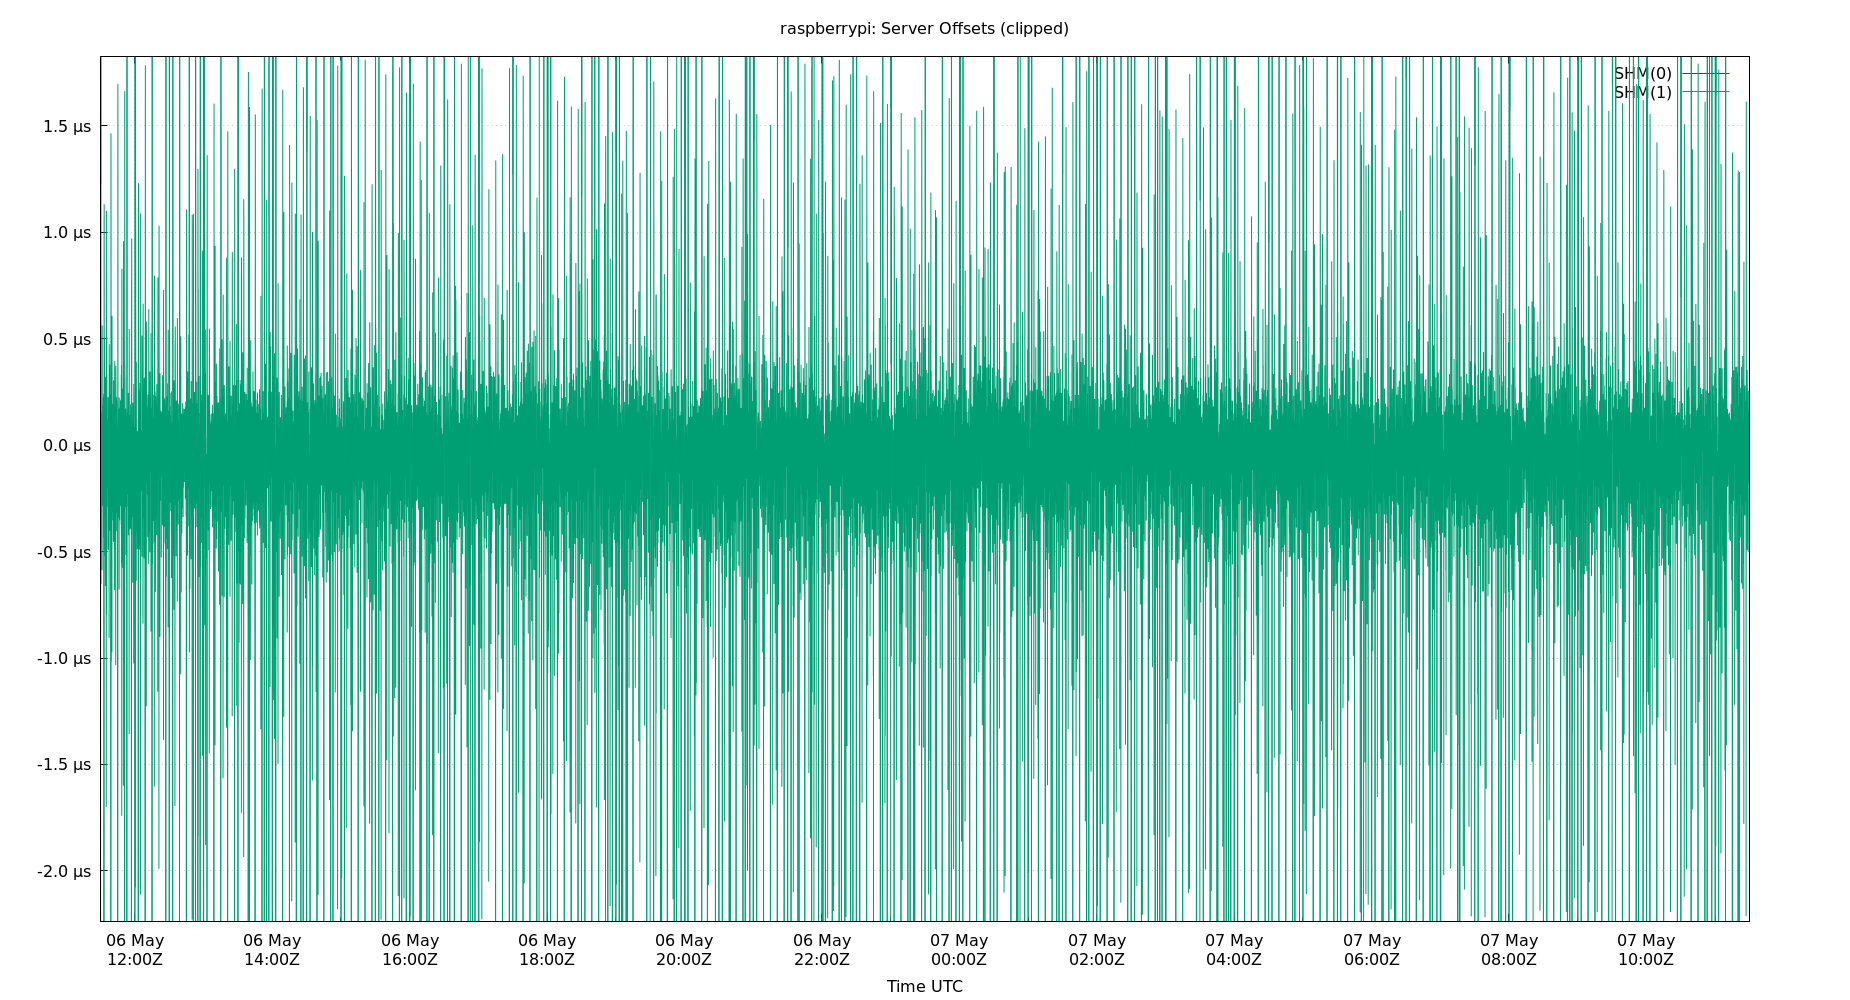 raspberrypi: Server Offsets (clipped)
SHM(0)
SHM(1)
1.5 µs
1.0 µs
0.5 µs
0.0 µs
-0.5 µs
-1.0 µs
-1.5 µs
-2.0 µs
06 May 06 May 06 May 06 May 06 May 06 May 07 May 07 May 07 May 07 May 07 May 07 May
12:00Z 14:00Z 16:00Z 18:00Z 20:00Z 22:00Z 00:00Z 02:00Z 04:00Z 06:00Z 08:00Z 10:00Z
Time UTC